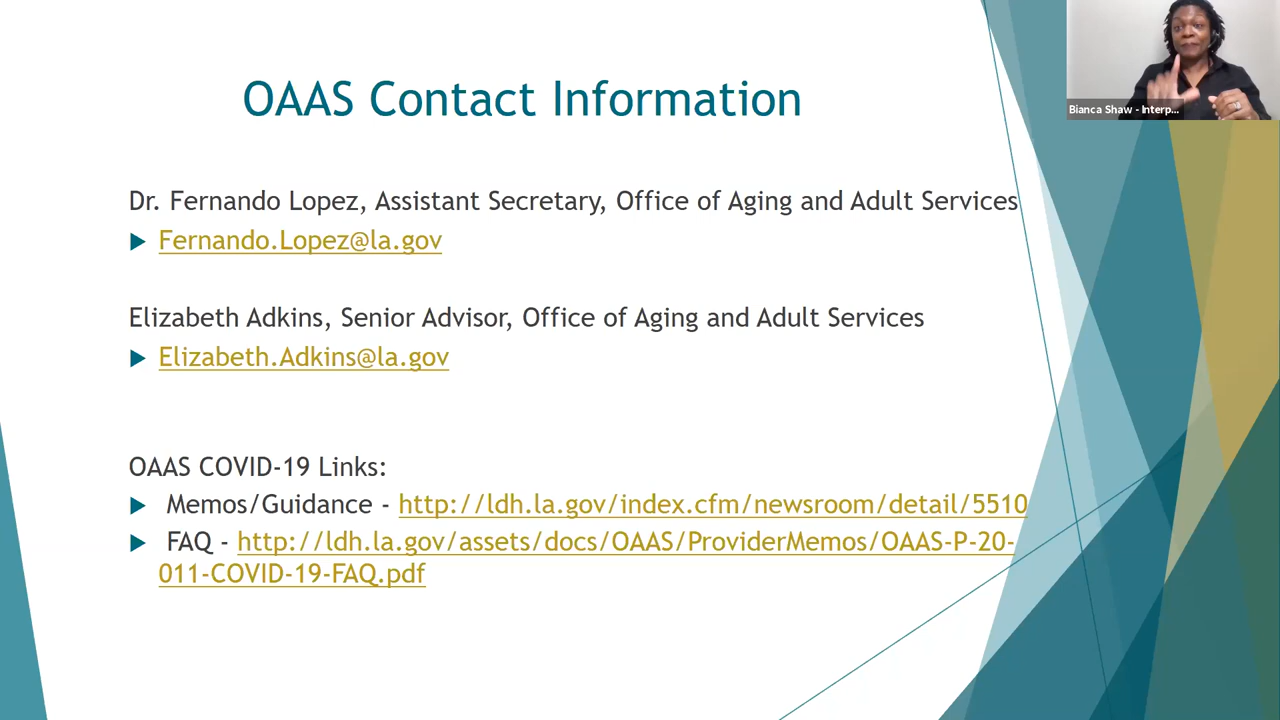 OAAS Contact Information
Bianca Shaw - Interp...
Dr. Fernando Lopez, Assistant Secretary, Office of Aging and Adult Services
Fernando.Lopez@la.gov
Elizabeth Adkins, Senior Advisor, Office of Aging and Adult Services
Elizabeth.Adkins@la.gov
OAAS COVID-19 Links:
Memos/Guidance - http://ldh.la.gov/index.cfm/newsroom/detail/5510
FAQ - http://ldh.la.gov/assets/docs/OAAS/ProviderMemos/OAAS-P-20-
011-COVID-19-FAQ.pdf